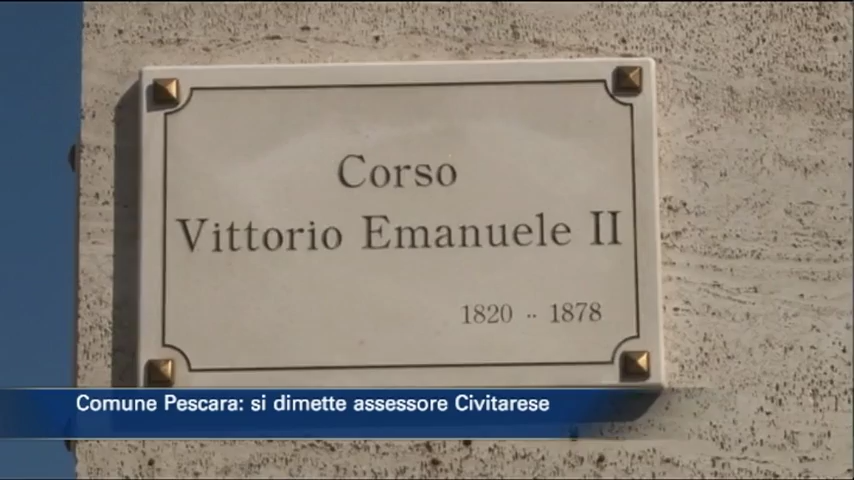 Corso
Vittorio Emanuele II
1820 .. 1878
Comune Pescara: si dimette assessore Civitarese